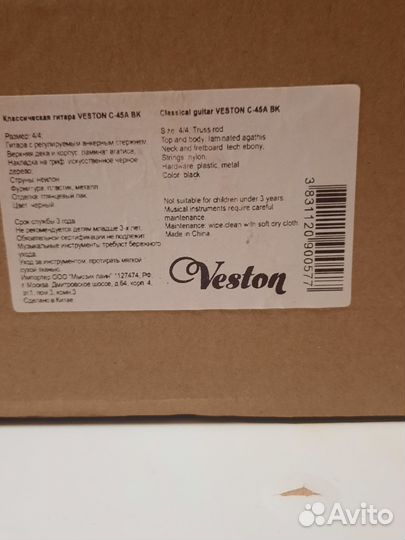 Классическая гитара VESTON C-45A BK
Размер: 4/4;
Гитара с регулируемым анкерным стержнем
Верхняя дека и корпус: ламинат агатиса,
Накладка на гриф: искусственное черное
дерево;
Струны: нейлон
Фурнитура: пластик, металл
Отделка: глянцевый лак.
Цвет: черный
Срок службы 3 года
Не рекомендуется детям младше 3-х лет.
Обязательной сертификации не подлежит
Музыкальные инструменты требуют бережного
ухода.
Уход за инструментом: протирать мягкой
сухой тканью.
Импортер ООО "Мьюзик лайн" 127474, РФ,
г. Москва, Дмитровское шоссе, д.64, корп. 4,
эт.1, пом 3, комн.3
Сделано в Китае
Classical guitar VESTON C-45A BK
Size: 4/4; Truss rod
Top and body: laminated agathis
Neck and fretboard: tech ebony,
Strings: nylon.
Hardware: plastic, metal
Color: black
Not suitable for children under 3 years
Musical instruments require careful
maintenance.
Maintenance: wipe clean with soft dry cloth
Made in China
Veston
3831120900577
Avito